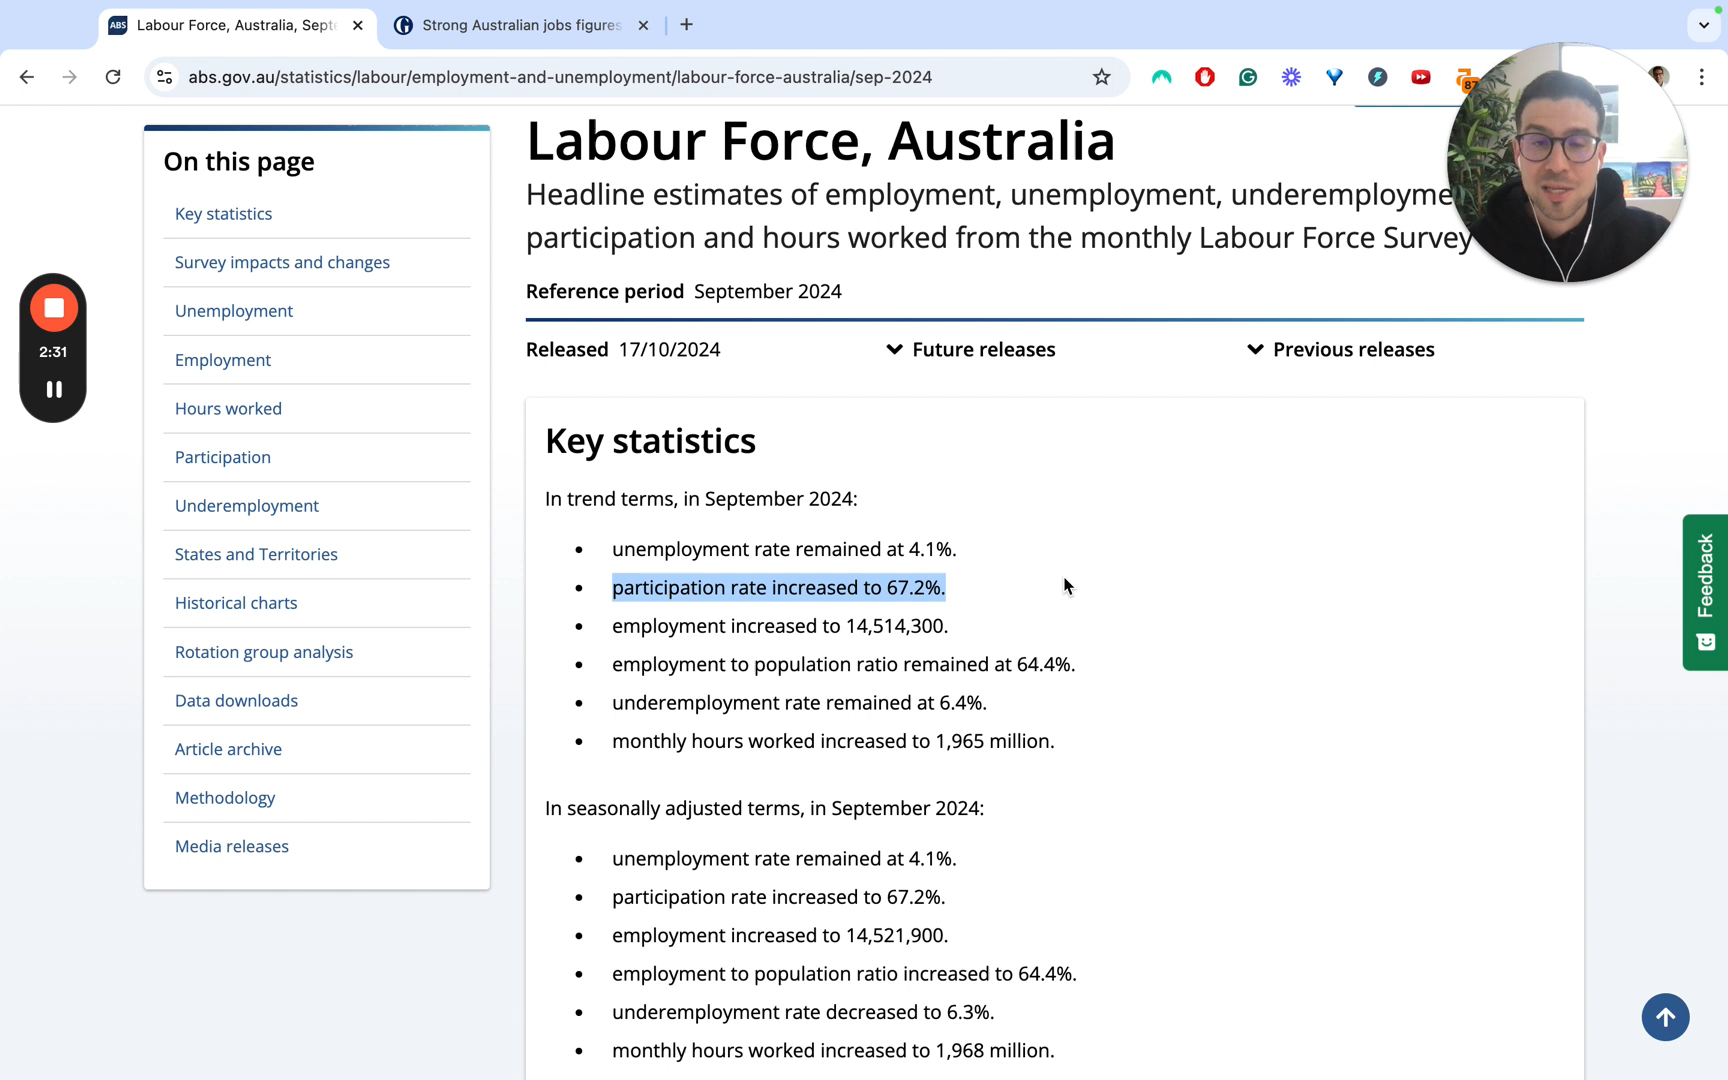 ABS Labour Force, Australia, Sept
Strong Australian jobs figures
abs.gov.au/statistics/labour/employment-and-unemployment/labour-force-australia/sep-2024
On this page
Key statistics
Survey impacts and changes
Unemployment
Employment
Hours worked
Participation
Underemployment
States and Territories
Historical charts
Rotation group analysis
Data downloads
Article archive
Methodology
Media releases
2:31
Labour Force, Australia
Headline estimates of employment, unemployment, underemployme
participation and hours worked from the monthly Labour Force Survey
Reference period September 2024
Released 17/10/2024
Future releases
Previous releases
Key statistics
In trend terms, in September 2024:
• unemployment rate remained at 4.1%.
• participation rate increased to 67.2%.
• employment increased to 14,514,300.
• employment to population ratio remained at 64.4%.
• underemployment rate remained at 6.4%.
• monthly hours worked increased to 1,965 million.
In seasonally adjusted terms, in September 2024:
• unemployment rate remained at 4.1%.
• participation rate increased to 67.2%.
• employment increased to 14,521,900.
• employment to population ratio increased to 64.4%.
• underemployment rate decreased to 6.3%.
• monthly hours worked increased to 1,968 million.
Feedback